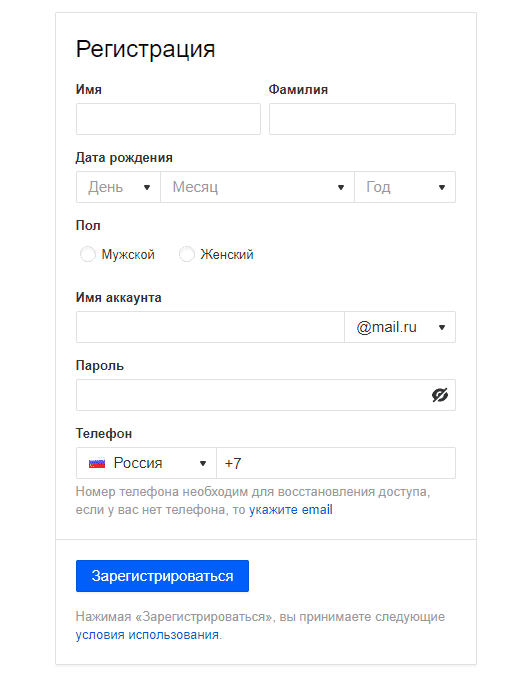 Регистрация
Имя Фамилия
Дата рождения
День Месяц Год
Пол
Мужской Женский
Имя аккаунта
@mail.ru
Пароль
Телефон
Россия +7
Номер телефона необходим для восстановления доступа,
если у вас нет телефона, то укажите email
Зарегистрироваться
Нажимая «Зарегистрироваться», вы принимаете следующие
условия использования.